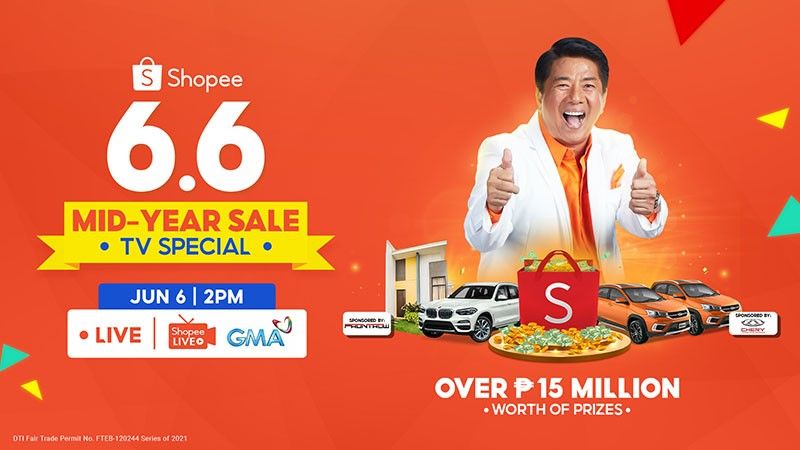 Shopee
6.6
MID-YEAR SALE
• TV SPECIAL •
JUN 6 | 2PM
• LIVE
Shopee
LIVE
GMA
S
SPONSORED BY:
FRONTROW
SPONSORED BY:
CHERY
OVER ₱ 15 MILLION
• WORTH OF PRIZES •
DTI Fair Trade Permit No. FTEB-120244 Series of 2021